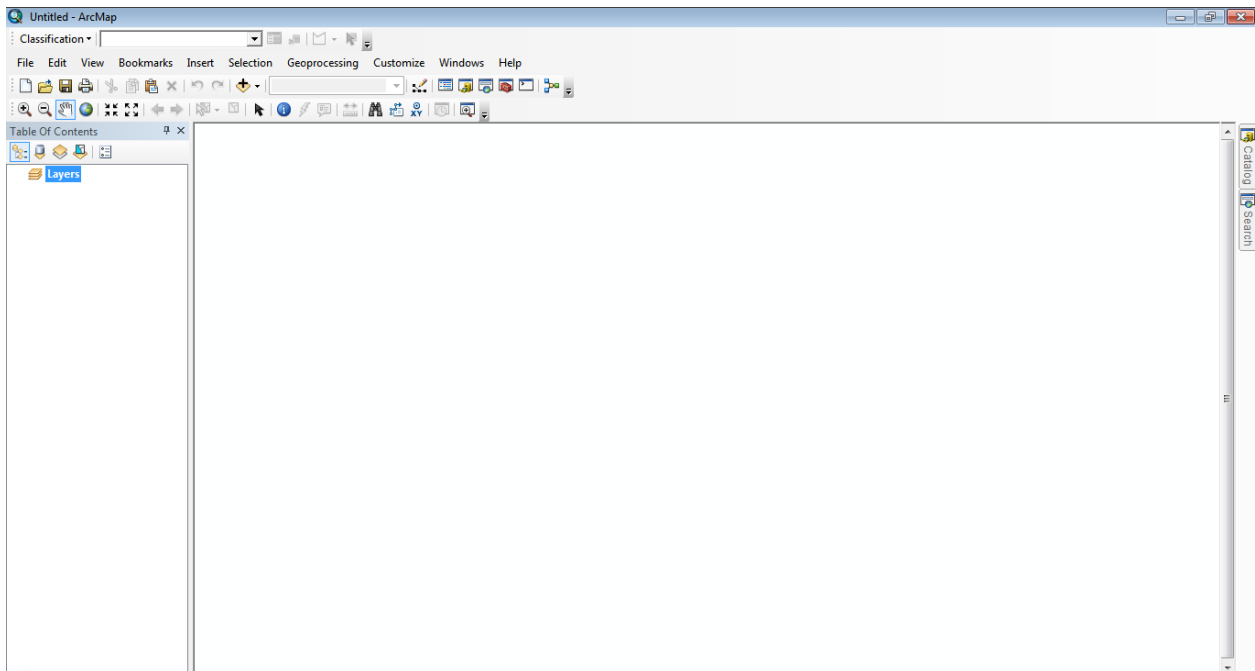 Untitled - ArcMap
Classification
File Edit View Bookmarks Insert Selection Geoprocessing Customize Windows Help
XY
Table Of Contents
Layers
Catalog
Search